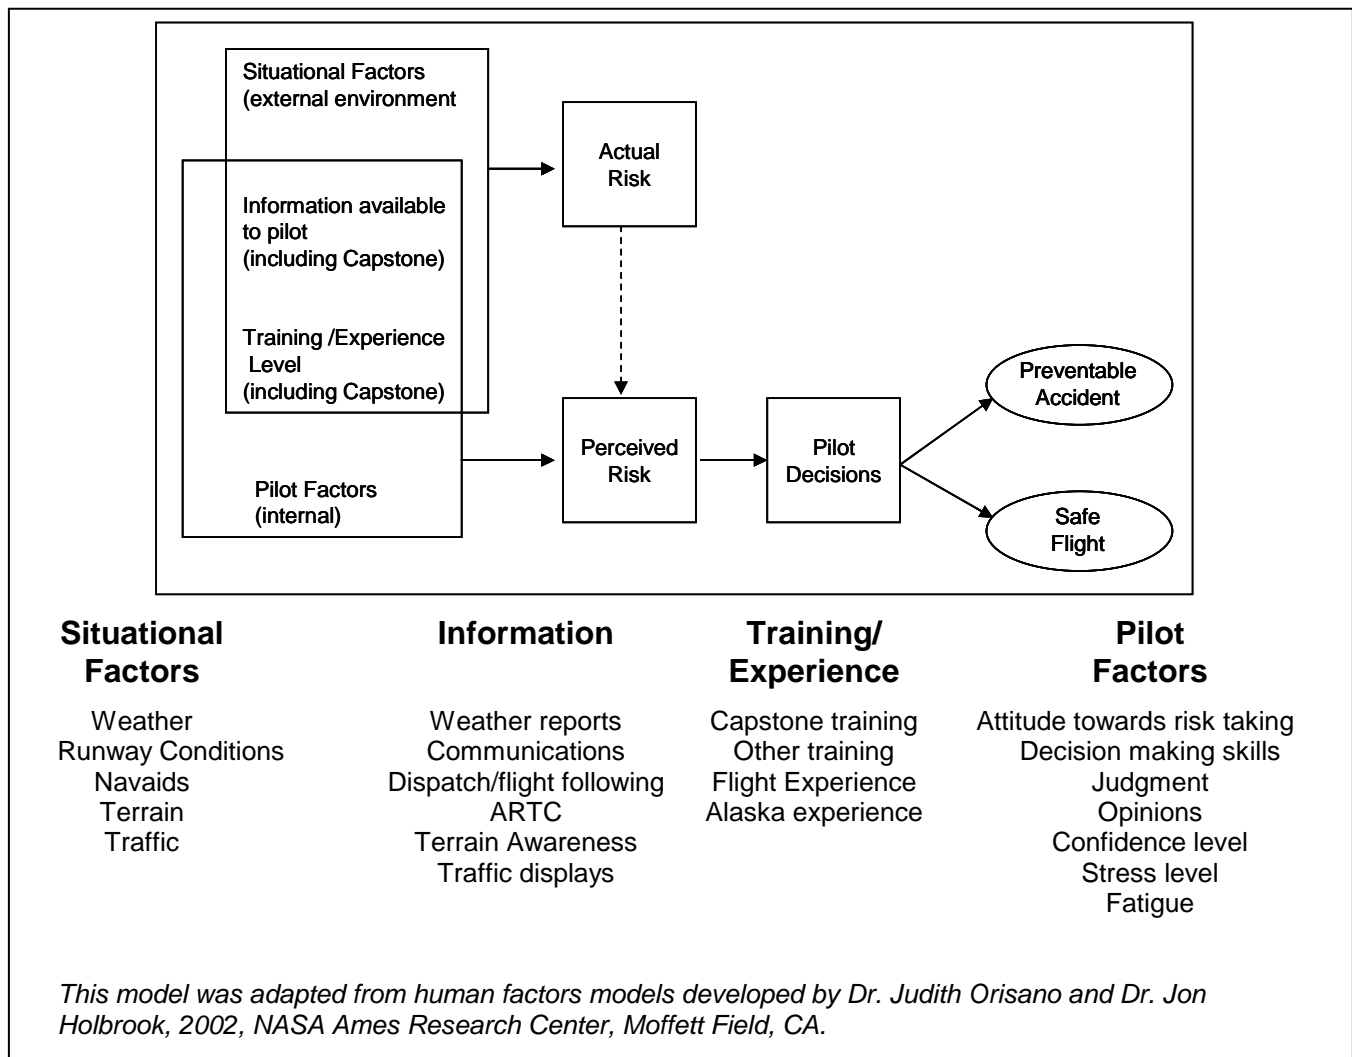 Situational Factors
(external environment
Actual
Risk
Information available
to pilot
(including Capstone)
Training /Experience
Level
(including Capstone)
Preventable
Accident
Perceived
Risk
Pilot
Decisions
Pilot Factors
(internal)
Safe
Flight
Situational
Factors
Weather
Runway Conditions
Navaids
Terrain
Traffic
Information
Weather reports
Communications
Dispatch/flight following
ARTC
Terrain Awareness
Traffic displays
Training/
Experience
Capstone training
Other training
Flight Experience
Alaska experience
Pilot
Factors
Attitude towards risk taking
Decision making skills
Judgment
Opinions
Confidence level
Stress level
Fatigue
This model was adapted from human factors models developed by Dr. Judith Orisano and Dr. Jon
Holbrook, 2002, NASA Ames Research Center, Moffett Field, CA.